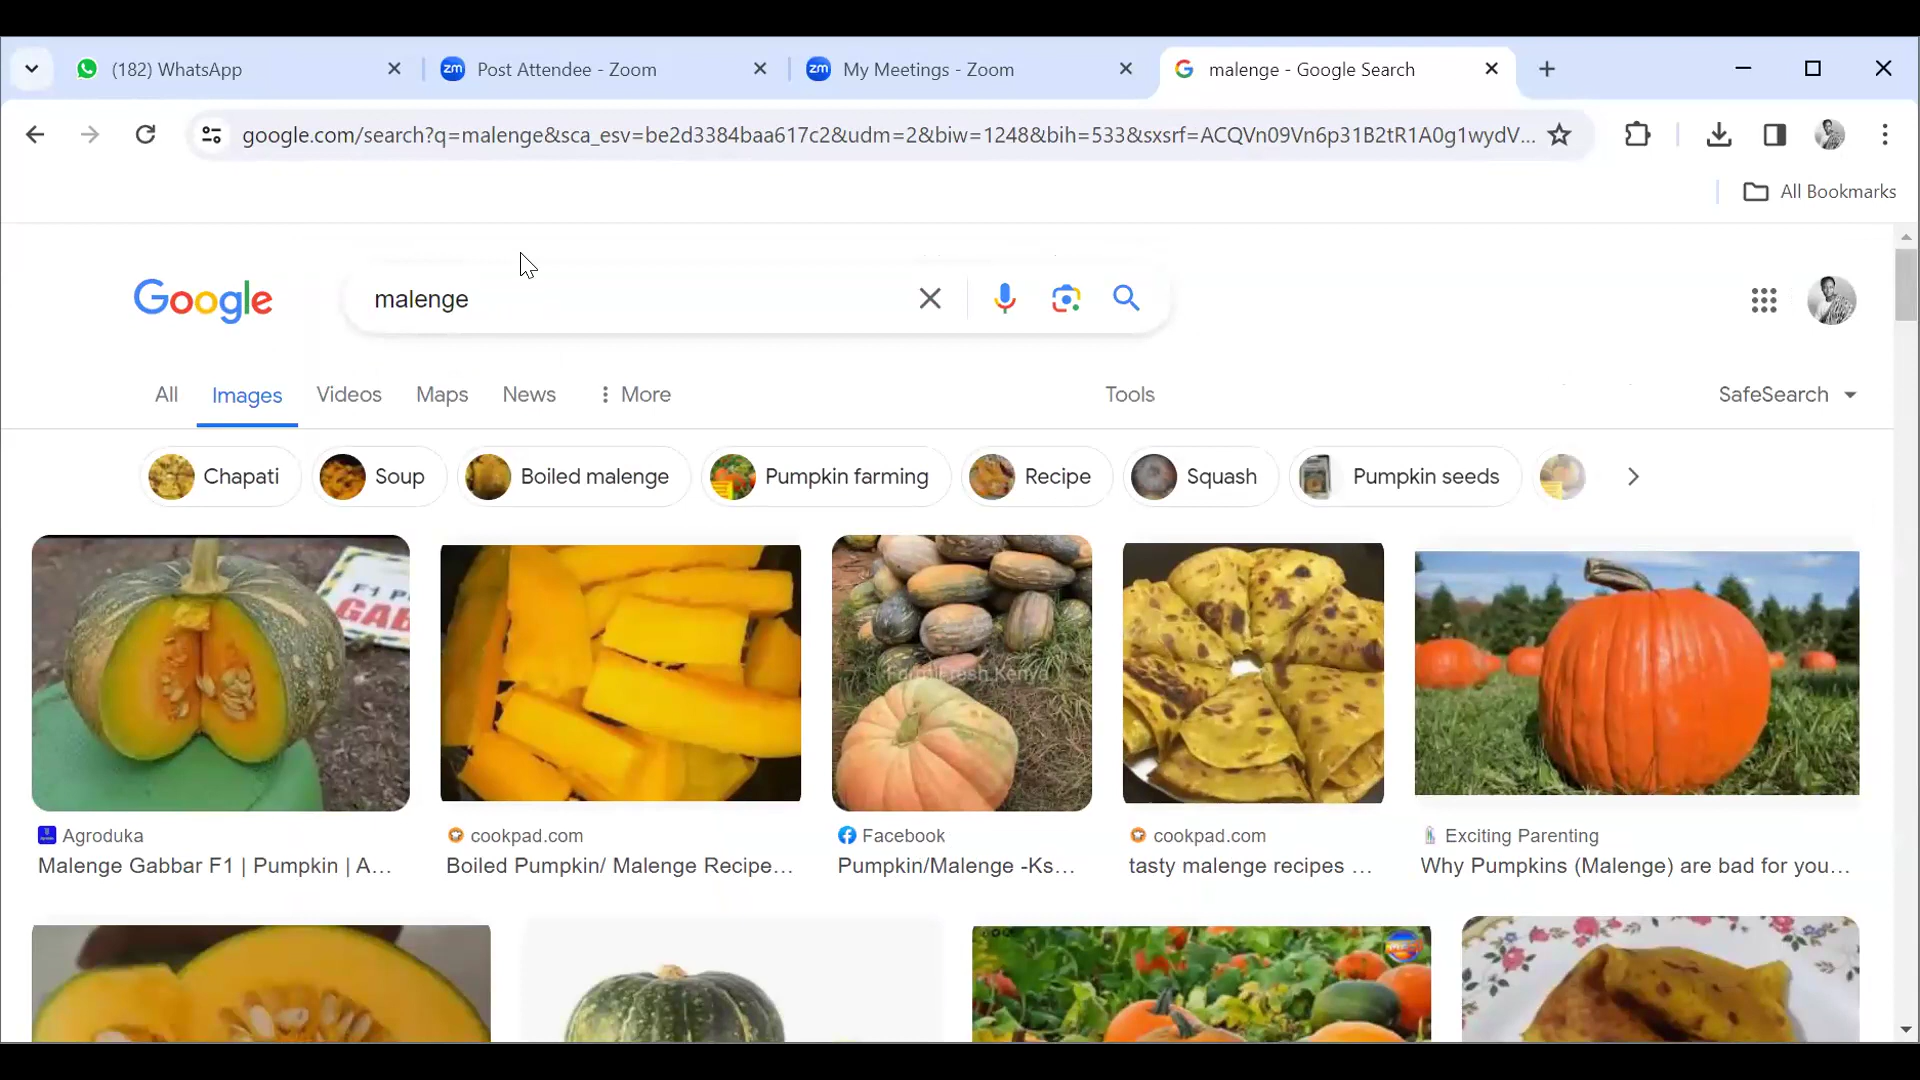 (182) WhatsApp
Post Attendee - Zoom
My Meetings - Zoom
malenge - Google Search
google.com/search?q=malenge&sca_esv=be2d3384baa617c2&udm=2&biw=1248&bih=533&sxsrf=ACQVn09Vn6p31B2tR1A0g1wydV...
All Bookmarks
Google
malenge
All
Images
Videos
Maps
News
More
Tools
SafeSearch
Chapati
Soup
Boiled malenge
Pumpkin farming
Recipe
Squash
Pumpkin seeds
Agroduka
Malenge Gabbar F1 | Pumpkin | A...
cookpad.com
Boiled Pumpkin/ Malenge Recipe...
Facebook
Pumpkin/Malenge -Ks...
cookpad.com
tasty malenge recipes ...
Exciting Parenting
Why Pumpkins (Malenge) are bad for you...